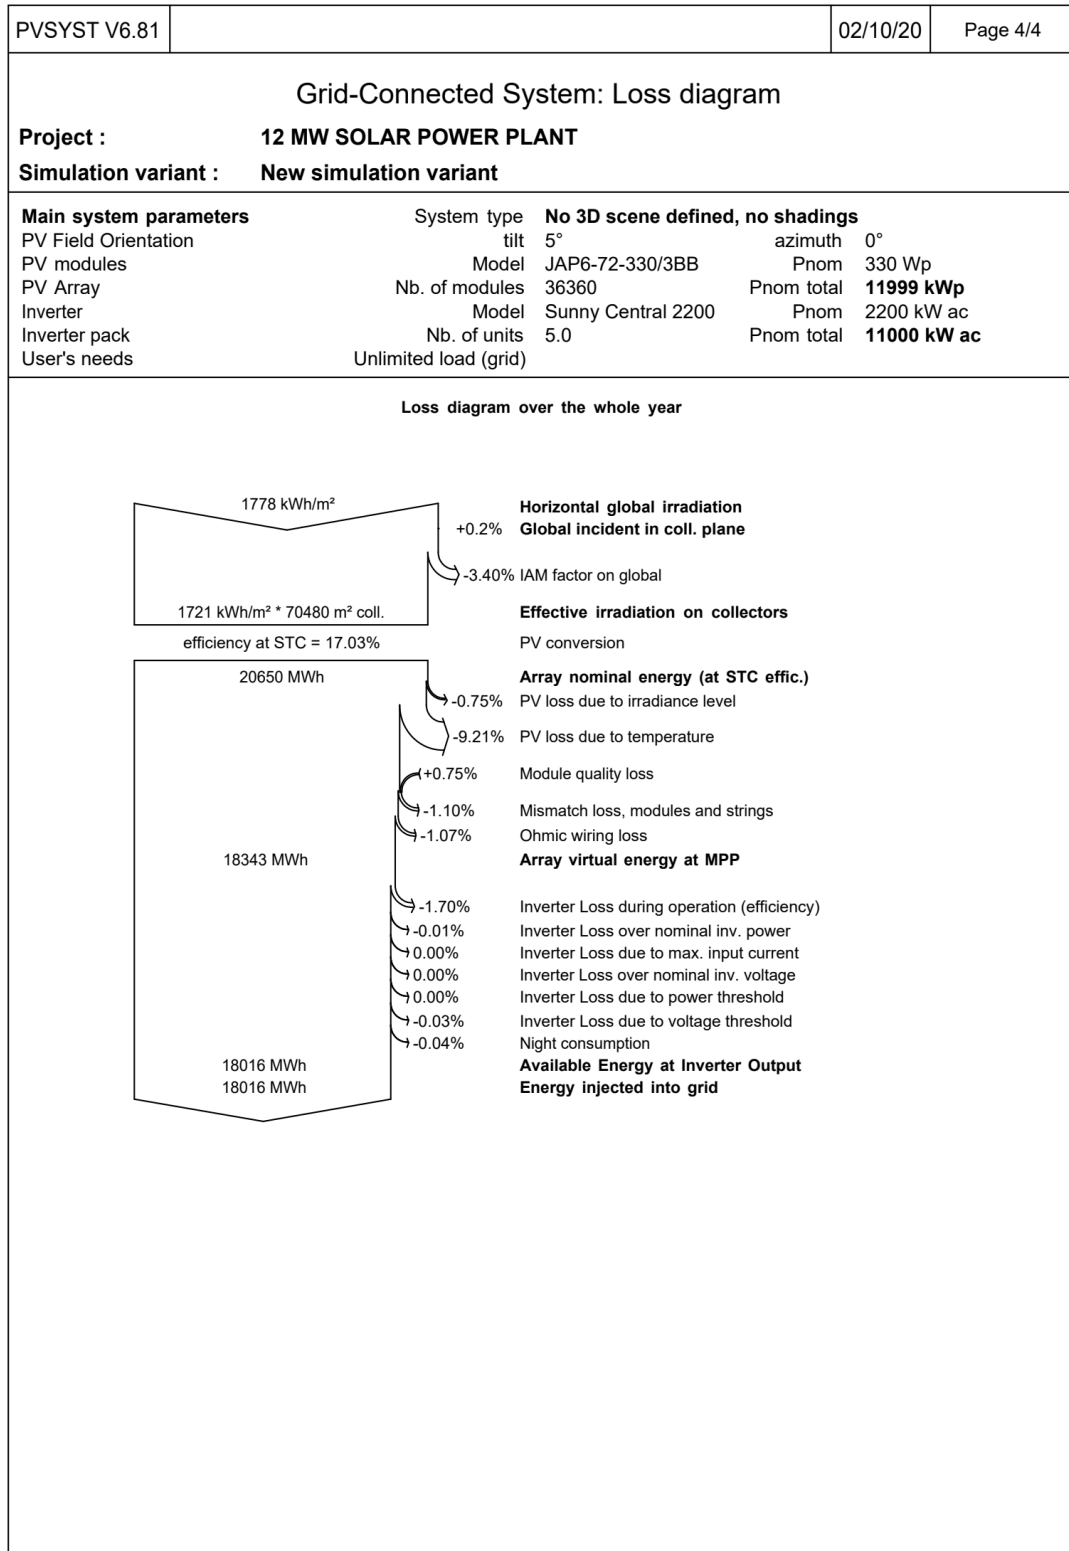 PVSYST V6.81 02/10/20 Page 4/4
Grid-Connected System: Loss diagram
Project : 12 MW SOLAR POWER PLANT
Simulation variant : New simulation variant
Main system parameters System type No 3D scene defined, no shadings
PV Field Orientation tilt 5° azimuth 0°
PV modules Model JAP6-72-330/3BB Pnom 330 Wp
PV Array Nb. of modules 36360 Pnom total 11999 kWp
Inverter Model Sunny Central 2200 Pnom 2200 kW ac
Inverter pack Nb. of units 5.0 Pnom total 11000 kW ac
User's needs Unlimited load (grid)
Loss diagram over the whole year
1778 kWh/m² Horizontal global irradiation
+0.2% Global incident in coll. plane
-3.40% IAM factor on global
1721 kWh/m² * 70480 m² coll. Effective irradiation on collectors
efficiency at STC = 17.03% PV conversion
20650 MWh Array nominal energy (at STC effic.)
-0.75% PV loss due to irradiance level
-9.21% PV loss due to temperature
+0.75% Module quality loss
-1.10% Mismatch loss, modules and strings
-1.07% Ohmic wiring loss
18343 MWh Array virtual energy at MPP
-1.70% Inverter Loss during operation (efficiency)
-0.01% Inverter Loss over nominal inv. power
0.00% Inverter Loss due to max. input current
0.00% Inverter Loss over nominal inv. voltage
0.00% Inverter Loss due to power threshold
-0.03% Inverter Loss due to voltage threshold
-0.04% Night consumption
18016 MWh Available Energy at Inverter Output
18016 MWh Energy injected into grid